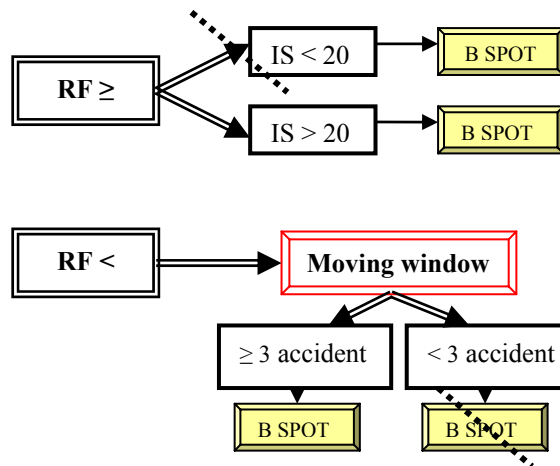 IS < 20
B SPOT
RF ≥
IS > 20
B SPOT
RF <
Moving window
≥ 3 accident
< 3 accident
B SPOT
B SPOT